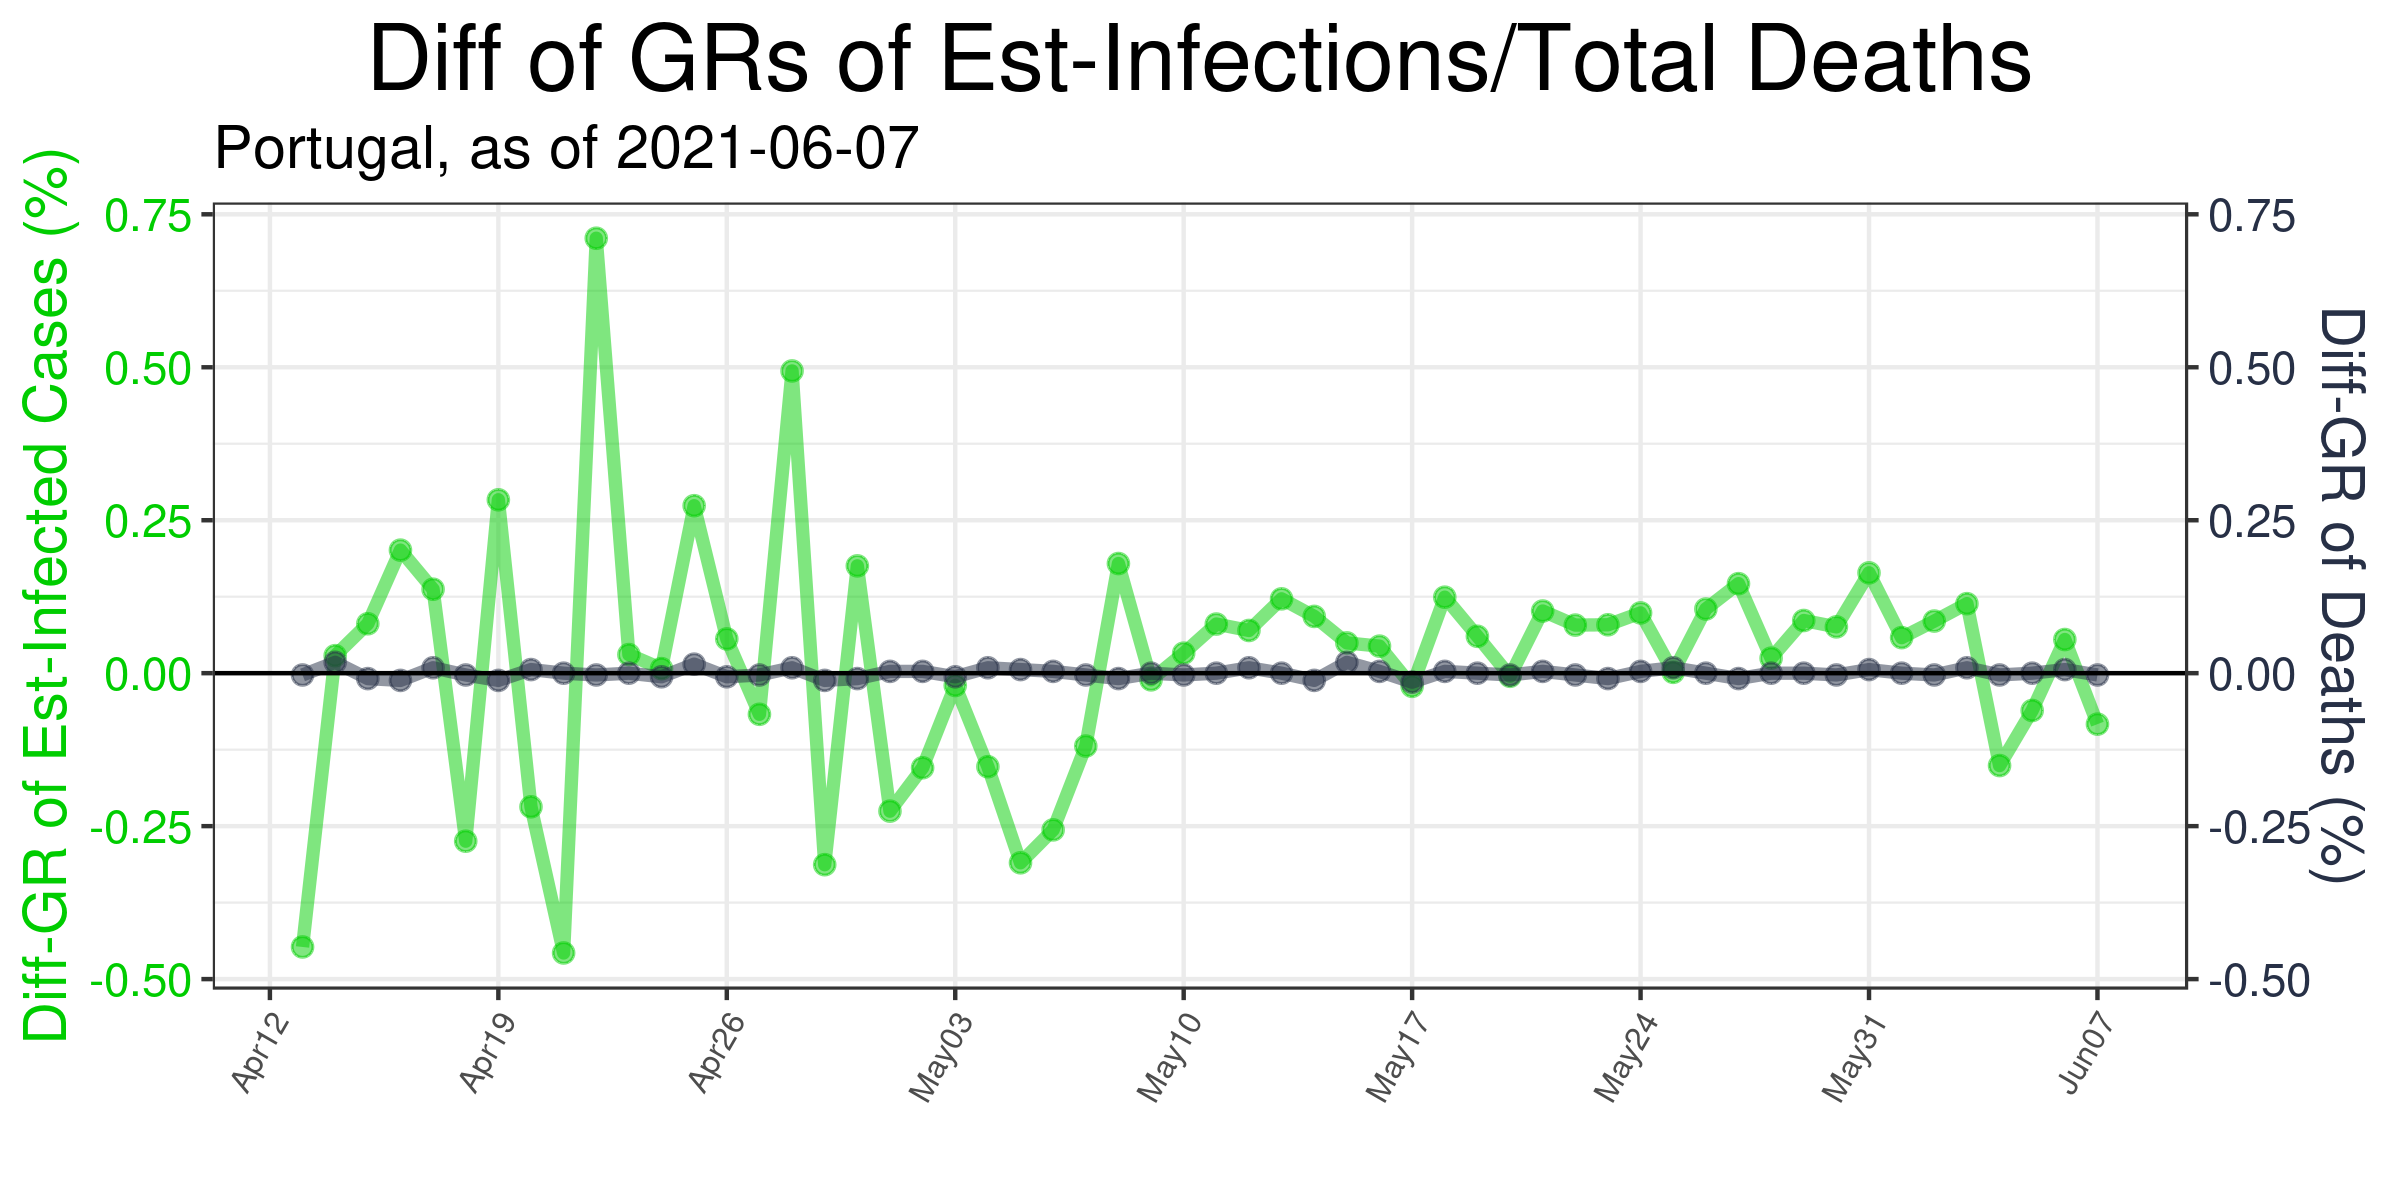 Diff of GRs of Est-Infections/Total Deaths
Portugal, as of 2021-06-07
Diff-GR of Est-Infected Cases (%)
0.75
0.50
0.25
0.00
-0.25
-0.50
0.75
0.50
0.25
0.00
-0.25
-0.50
Diff-GR of Deaths (%)
Apr12
Apr19
Apr26
May03
May10
May17
May24
May31
Jun07